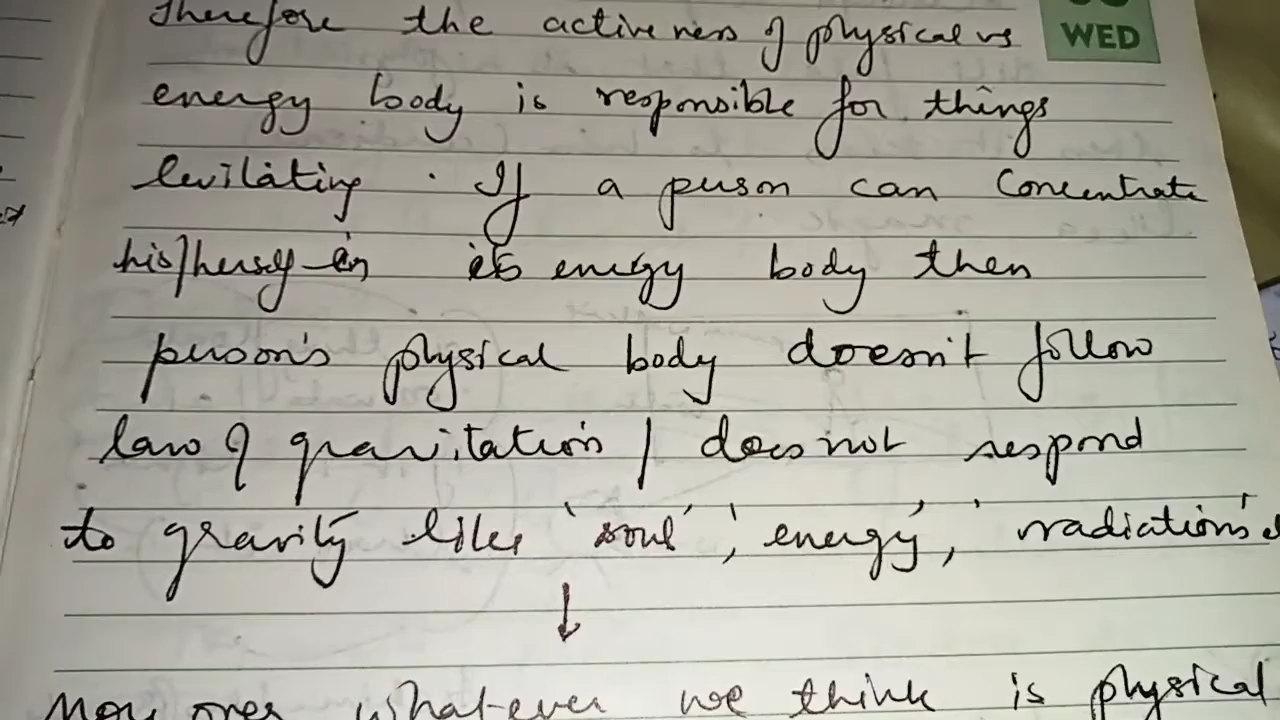 WED
Therefore the activeness of physical vs
energy body is responsible for things
levitating . If a person can Concentrate
his/herself in its energy body then
person's physical body doesn't follow
law of gravitation / does not respond
to gravity like 'soul', 'energy', 'radiation's
↓
Moreover whatever we think is physical